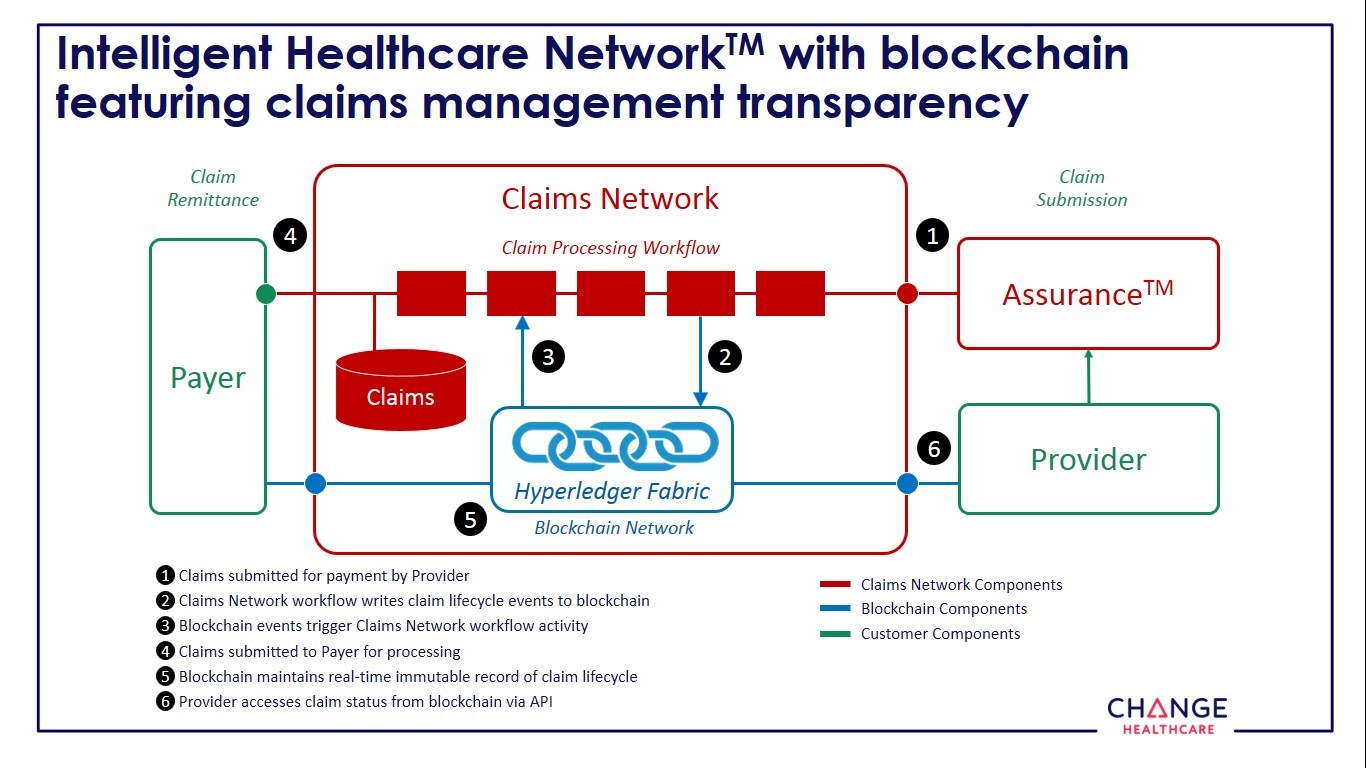 Intelligent Healthcare Network™ with blockchain
featuring claims management transparency
Claim
Remittance
Claims Network
Claim
Submission
4
1
Claim Processing Workflow
Assurance™
Payer
3
2
Claims
6
Provider
Hyperledger Fabric
5
Blockchain Network
1 Claims submitted for payment by Provider
2 Claims Network workflow writes claim lifecycle events to blockchain
3 Blockchain events trigger Claims Network workflow activity
4 Claims submitted to Payer for processing
5 Blockchain maintains real-time immutable record of claim lifecycle
6 Provider accesses claim status from blockchain via API
Claims Network Components
Blockchain Components
Customer Components
CHANGE
HEALTHCARE